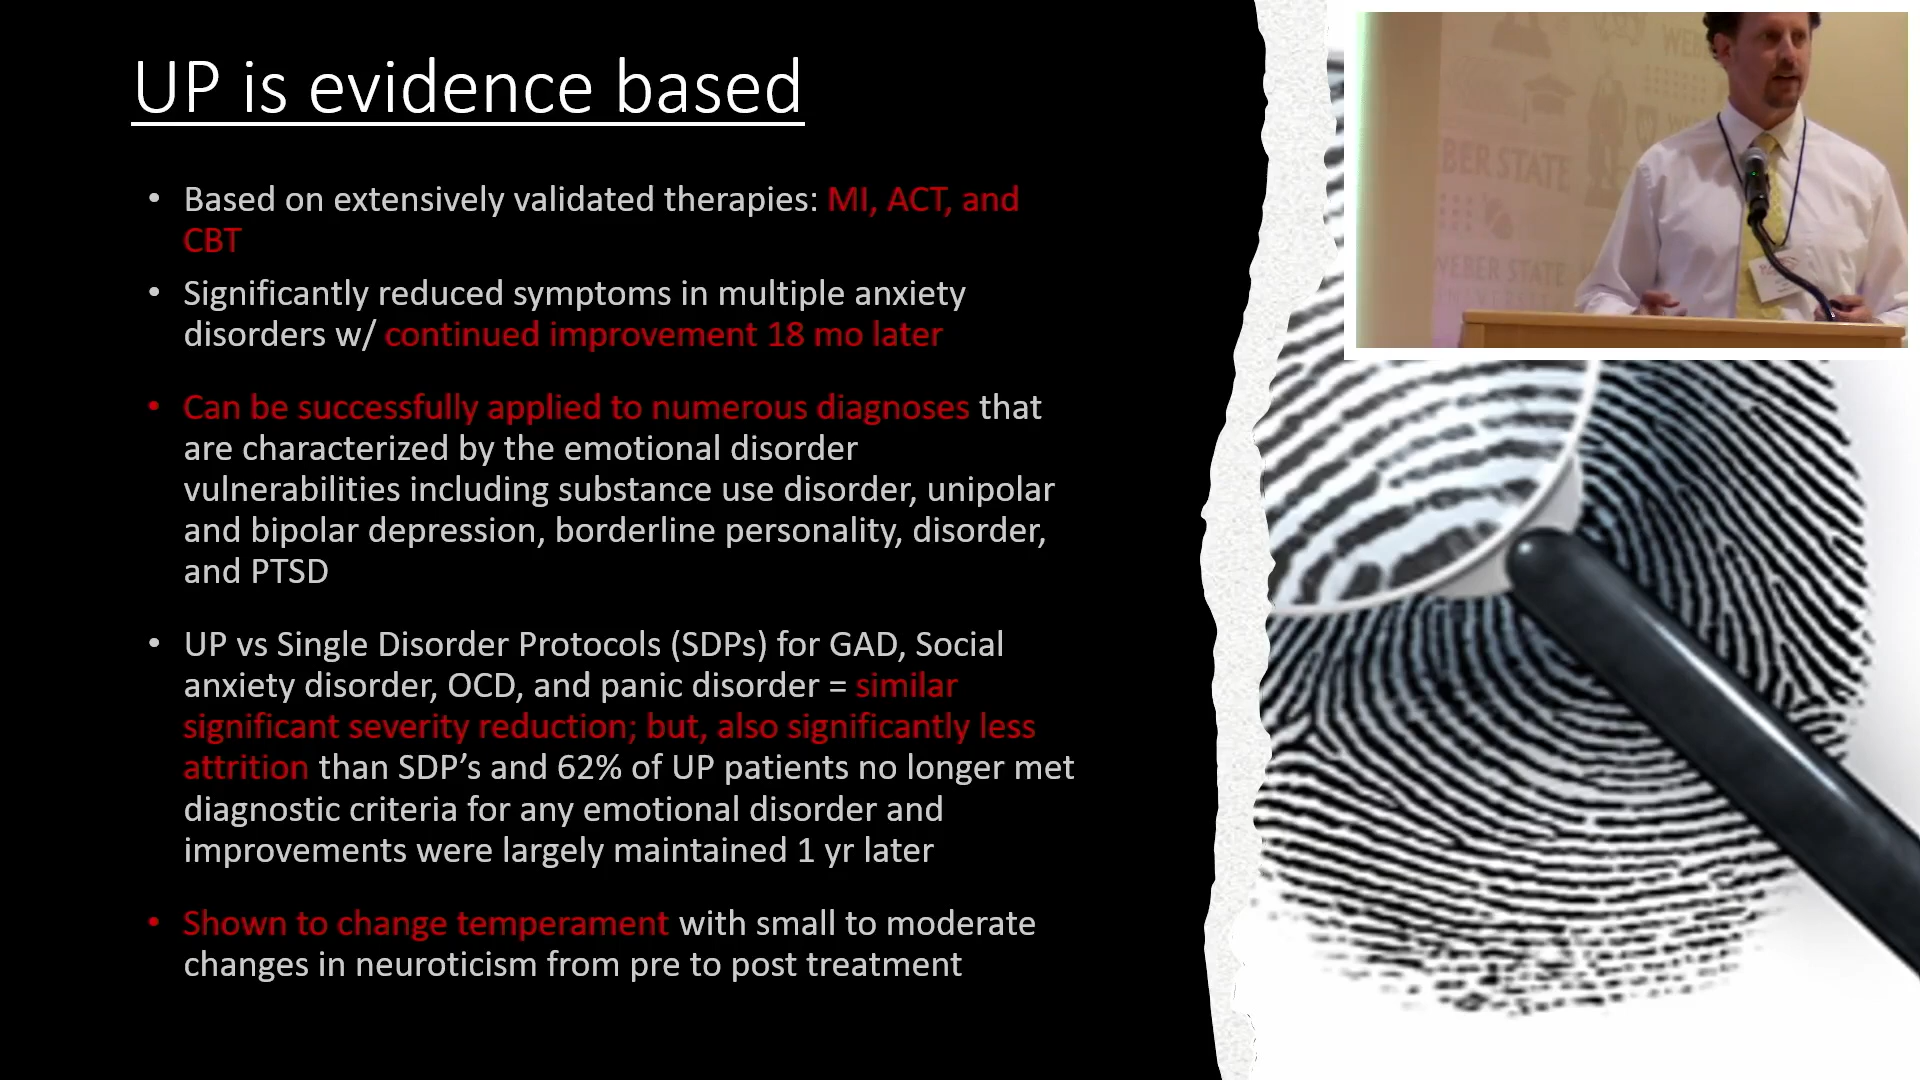 UP is evidence based
• Based on extensively validated therapies: MI, ACT, and
CBT
• Significantly reduced symptoms in multiple anxiety
disorders w/ continued improvement 18 mo later
• Can be successfully applied to numerous diagnoses that
are characterized by the emotional disorder
vulnerabilities including substance use disorder, unipolar
and bipolar depression, borderline personality, disorder,
and PTSD
• UP vs Single Disorder Protocols (SDPs) for GAD, Social
anxiety disorder, OCD, and panic disorder = similar
significant severity reduction; but, also significantly less
attrition than SDP’s and 62% of UP patients no longer met
diagnostic criteria for any emotional disorder and
improvements were largely maintained 1 yr later
• Shown to change temperament with small to moderate
changes in neuroticism from pre to post treatment
BER STATE
WEBER STATE
UNIVERSITY